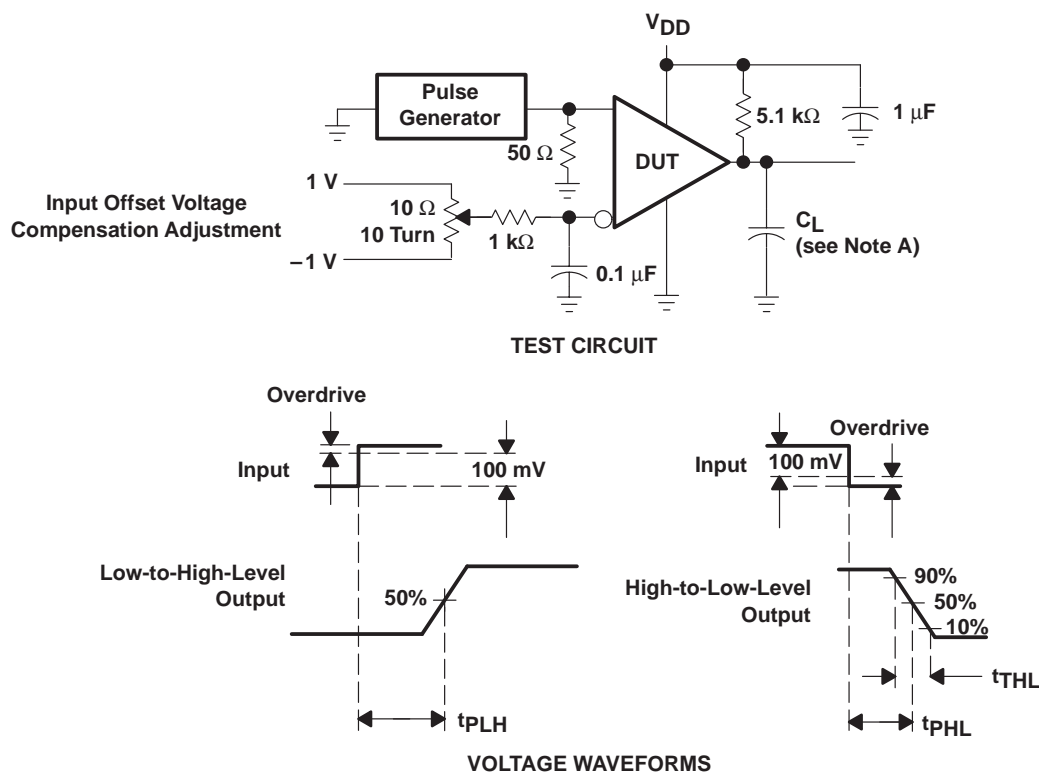 VDD
Pulse
Generator
5.1 kΩ
1 μF
50 Ω
DUT
Input Offset Voltage
Compensation Adjustment
1 V
10 Ω
10 Turn
−1 V
1 kΩ
0.1 μF
CL
(see Note A)
TEST CIRCUIT
Overdrive
Input
100 mV
Low-to-High-Level
Output
50%
tPLH
Overdrive
Input
100 mV
High-to-Low-Level
Output
90%
50%
10%
tTHL
tPHL
VOLTAGE WAVEFORMS